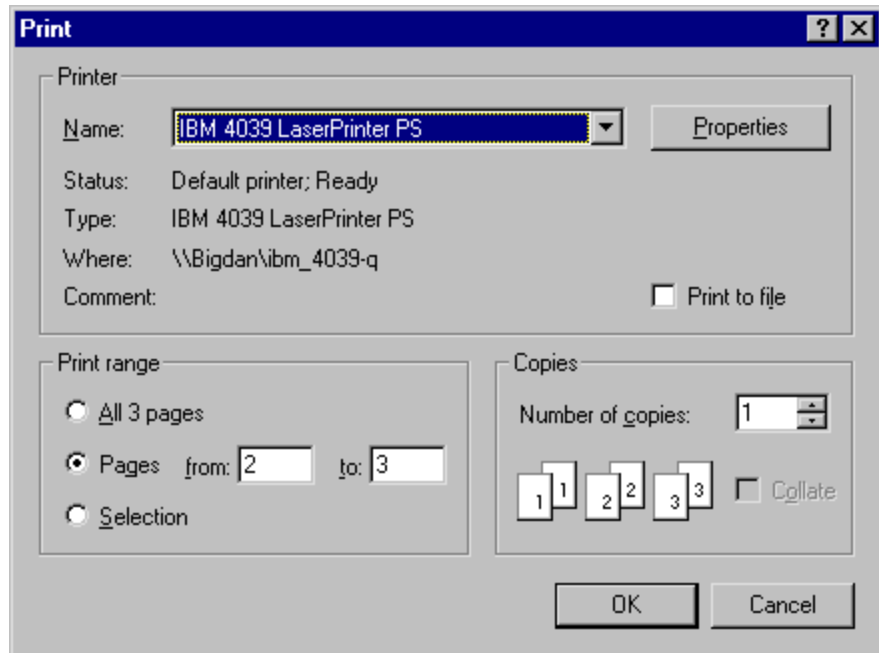 Print
Printer
Name: IBM 4039 LaserPrinter PS Properties
Status: Default printer; Ready
Type: IBM 4039 LaserPrinter PS
Where: \\Bigdan\ibm_4039-q
Comment: Print to file
Print range
All 3 pages
Pages from: 2 to: 3
Selection
Copies
Number of copies: 1
1 1 2 2 3 3 Collate
OK Cancel